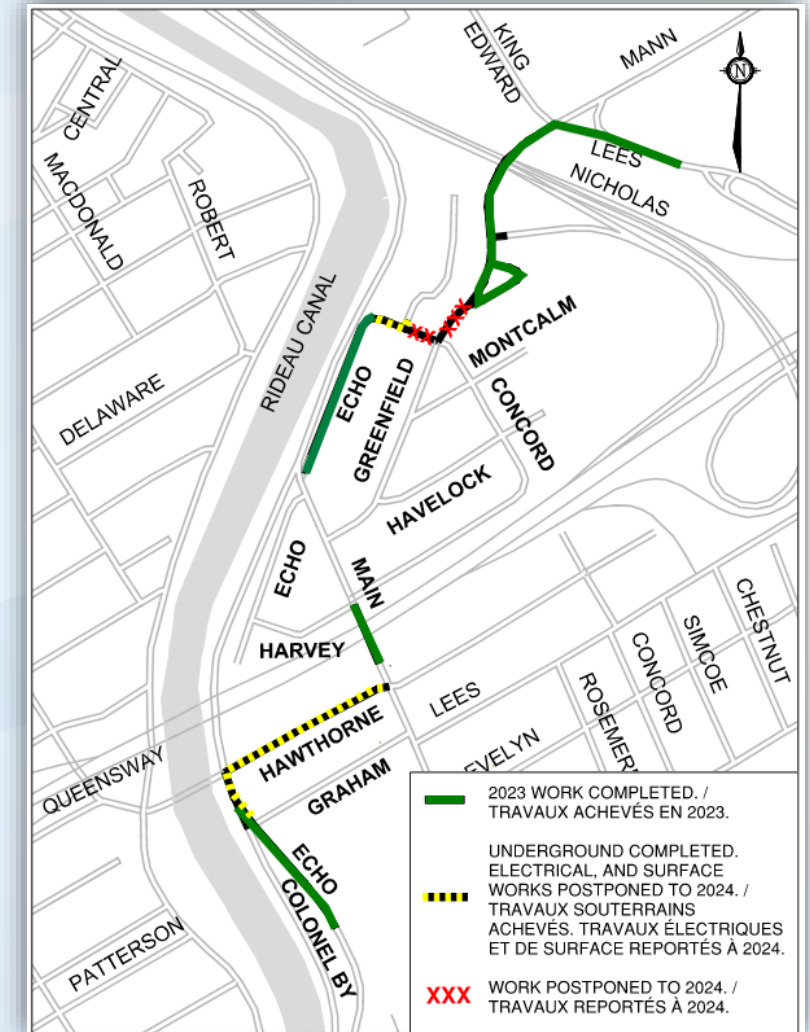 KING
EDWARD
MANN
N
CENTRAL
LEES
NICHOLAS
MACDONALD
ROBERT
RIDEAU CANAL
MONTCALM
ECHO
GREENFIELD
CONCORD
DELAWARE
HAVELOCK
ECHO
MAIN
CHESTNUT
SIMCOE
CONCORD
HARVEY
LEES
ROSEMER
HAWTHORNE
EVELYN
QUEENSWAY
GRAHAM
ECHO
COLONEL BY
PATTERSON
2023 WORK COMPLETED. /
TRAVAUX ACHEVÉS EN 2023.
UNDERGROUND COMPLETED.
ELECTRICAL, AND SURFACE
WORKS POSTPONED TO 2024. /
TRAVAUX SOUTERRAINS
ACHEVÉS. TRAVAUX ÉLECTRIQUES
ET DE SURFACE REPORTÉS À 2024.
XXX WORK POSTPONED TO 2024. /
TRAVAUX REPORTÉS À 2024.